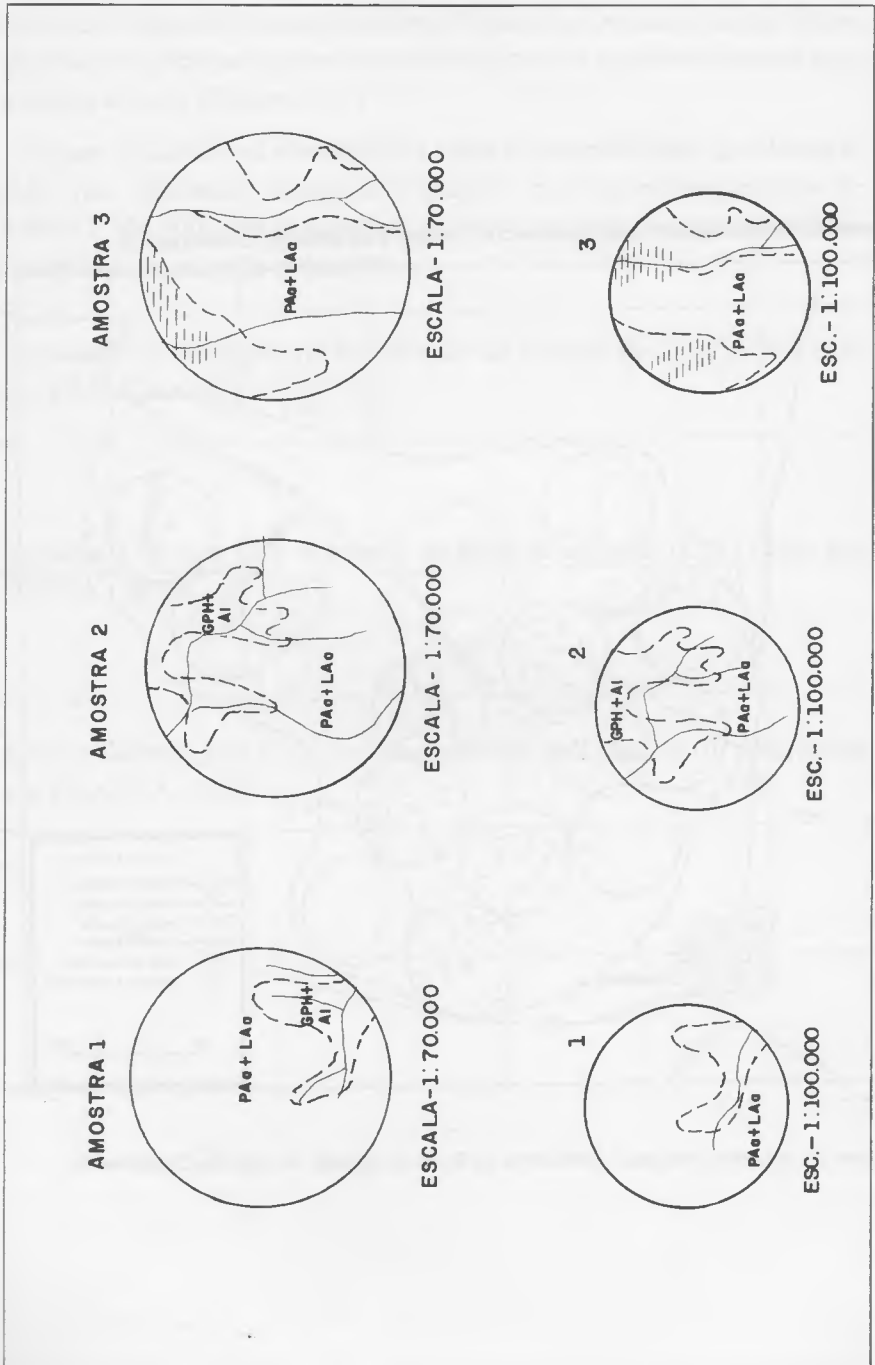 AMOSTRA 1
PAa + LAa
GPH+
AI
ESCALA-1:70.000
AMOSTRA 2
GPH+
AI
PAa+LAa
ESCALA- 1:70.000
AMOSTRA 3
PAa+LAa
ESCALA- 1:70.000
1
PAa+LAa
ESC.-1:100.000
2
GPH+AI
PAa+LAa
ESC.-1:100.000
3
PAa+LAa
ESC.-1:100.000